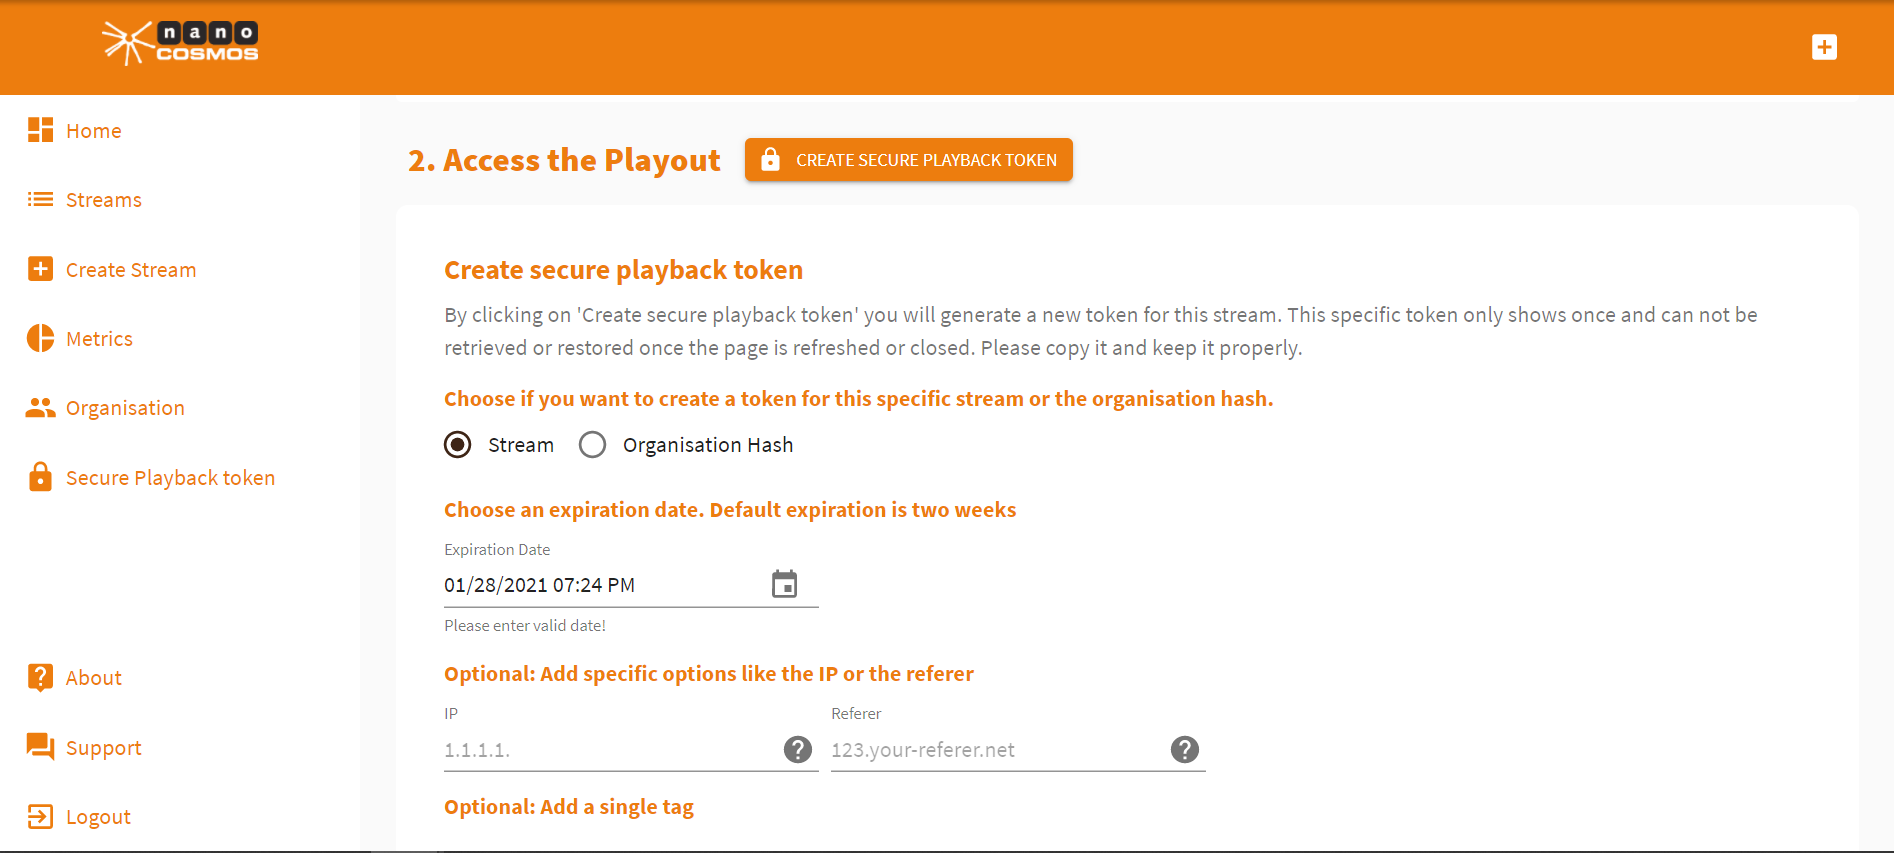 nano
COSMOS
Home
Streams
Create Stream
Metrics
Organisation
Secure Playback token
About
Support
Logout
2. Access the Playout
CREATE SECURE PLAYBACK TOKEN
Create secure playback token
By clicking on 'Create secure playback token' you will generate a new token for this stream. This specific token only shows once and can not be
retrieved or restored once the page is refreshed or closed. Please copy it and keep it properly.
Choose if you want to create a token for this specific stream or the organisation hash.
Stream Organisation Hash
Choose an expiration date. Default expiration is two weeks
Expiration Date
01/28/2021 07:24 PM
Please enter valid date!
Optional: Add specific options like the IP or the referer
IP Referer
1.1.1.1. 123.your-referer.net
Optional: Add a single tag